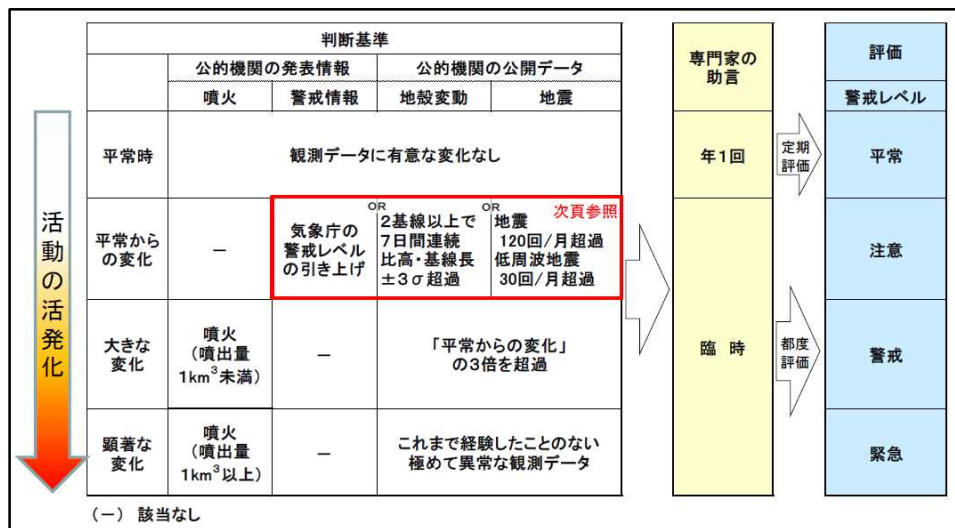 判断基準
公的機関の発表情報
公的機関の公開データ
噴火
警戒情報
地殻変動
地震
専門家の
助言
評価
警戒レベル
活動の活発化
平常時
観測データに有意な変化なし
年1回
定期
評価
平常
平常から
の変化
－
気象庁の
警戒レベル
の引き上げ
OR
2基線以上で
7日間連続
比高・基線長
±3σ超過
OR
地震
120回/月超過
低周波地震
30回/月超過
次頁参照
注意
大きな
変化
噴火
(噴出量
1km³未満)
－
「平常からの変化」
の3倍を超過
臨時
都度
評価
警戒
顕著な
変化
噴火
(噴出量
1km³以上)
－
これまで経験したことのない
極めて異常な観測データ
緊急
(－) 該当なし